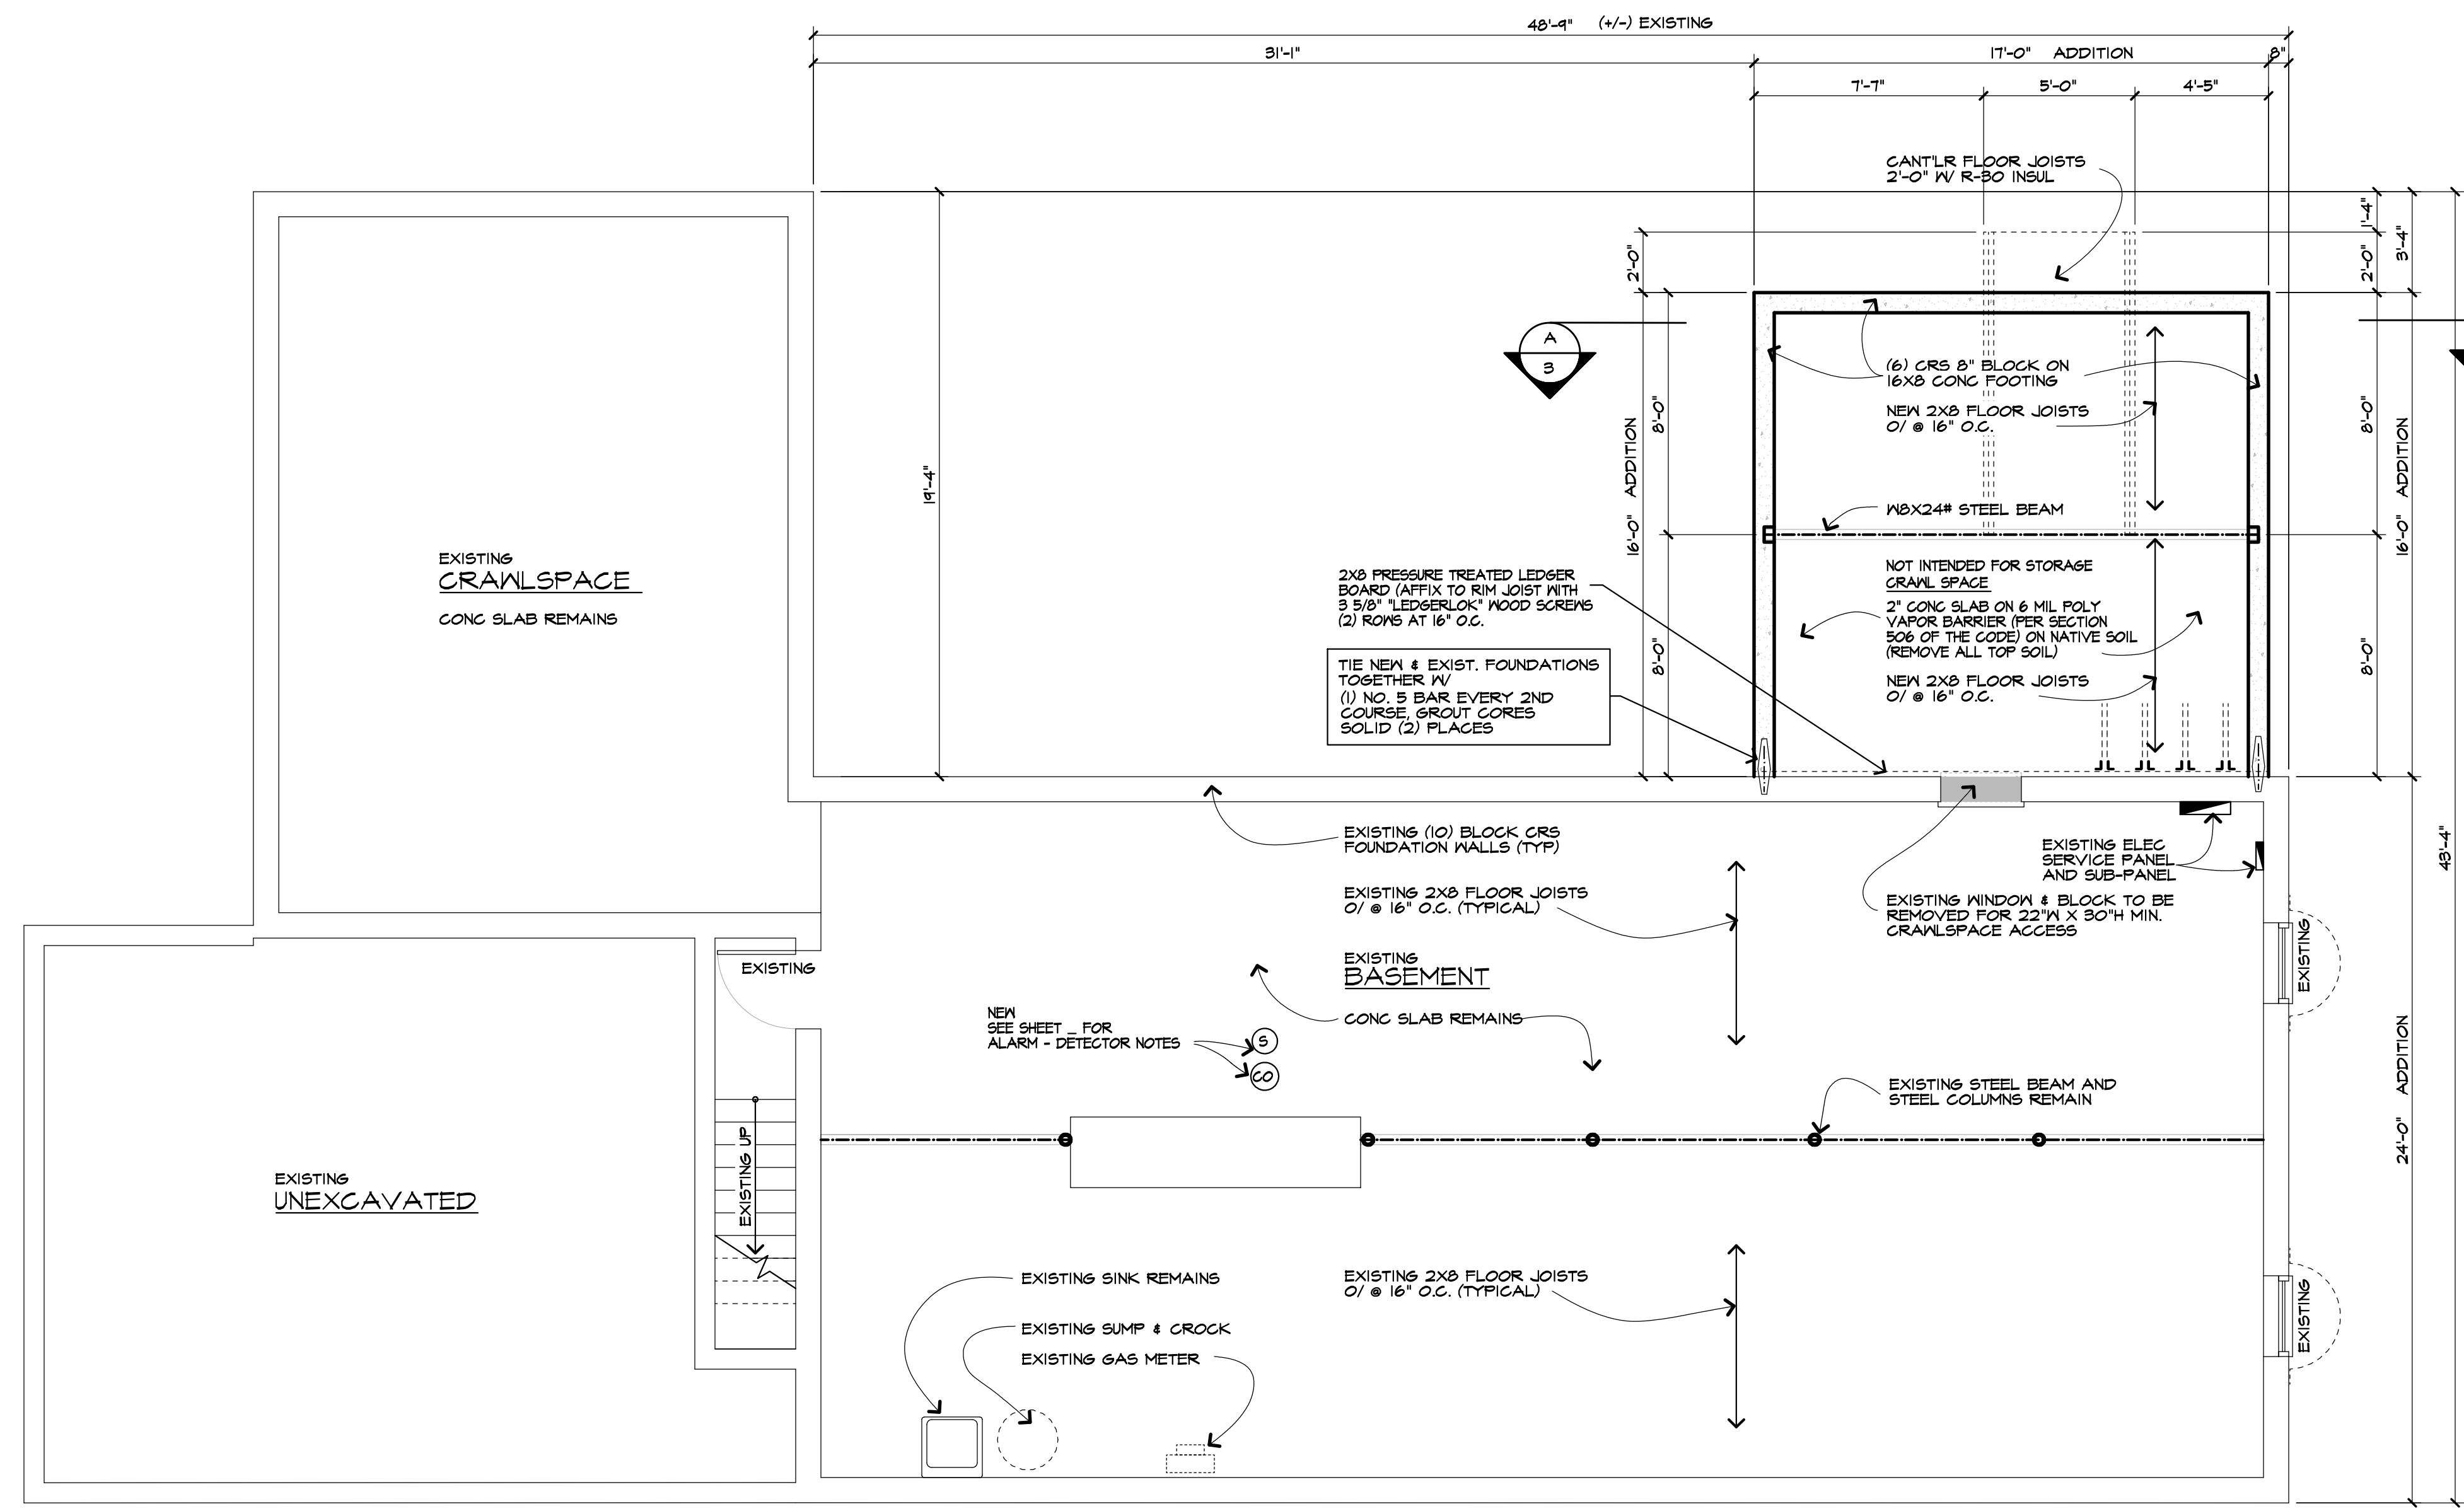 48'-9" (+/-) EXISTING
31'-1"
17'-0" ADDITION
8"
7'-7"
5'-0"
4'-5"
CANT'LR FLOOR JOISTS
2'-0" W/ R-30 INSUL
1'-4"
2'-0"
3'-4"
2'-0"
A
3
(6) CRS 8" BLOCK ON
16X8 CONC FOOTING
NEW 2X8 FLOOR JOISTS
O/ @ 16" O.C.
8'-0"
16'-0" ADDITION
8'-0"
16'-0" ADDITION
19'-4"
W8X24# STEEL BEAM
EXISTING
CRAWLSPACE
CONC SLAB REMAINS
2X8 PRESSURE TREATED LEDGER
BOARD (AFFIX TO RIM JOIST WITH
3 5/8" "LEDGERLOK" WOOD SCREWS
(2) ROWS AT 16" O.C.
NOT INTENDED FOR STORAGE
CRAWL SPACE
2" CONC SLAB ON 6 MIL POLY
VAPOR BARRIER (PER SECTION
506 OF THE CODE) ON NATIVE SOIL
(REMOVE ALL TOP SOIL)
8'-0"
8'-0"
TIE NEW & EXIST. FOUNDATIONS
TOGETHER W/
(1) NO. 5 BAR EVERY 2ND
COURSE, GROUT CORES
SOLID (2) PLACES
NEW 2X8 FLOOR JOISTS
O/ @ 16" O.C.
EXISTING (10) BLOCK CRS
FOUNDATION WALLS (TYP)
EXISTING ELEC
SERVICE PANEL
AND SUB-PANEL
43'-4"
EXISTING 2X8 FLOOR JOISTS
O/ @ 16" O.C. (TYPICAL)
EXISTING WINDOW & BLOCK TO BE
REMOVED FOR 22"W X 30"H MIN.
CRAWLSPACE ACCESS
EXISTING
EXISTING
EXISTING
BASEMENT
CONC SLAB REMAINS
NEW
SEE SHEET _ FOR
ALARM - DETECTOR NOTES
S
CO
EXISTING STEEL BEAM AND
STEEL COLUMNS REMAIN
24'-0" ADDITION
EXISTING UP
EXISTING
UNEXCAVATED
EXISTING SINK REMAINS
EXISTING 2X8 FLOOR JOISTS
O/ @ 16" O.C. (TYPICAL)
EXISTING
EXISTING SUMP & CROCK
EXISTING GAS METER